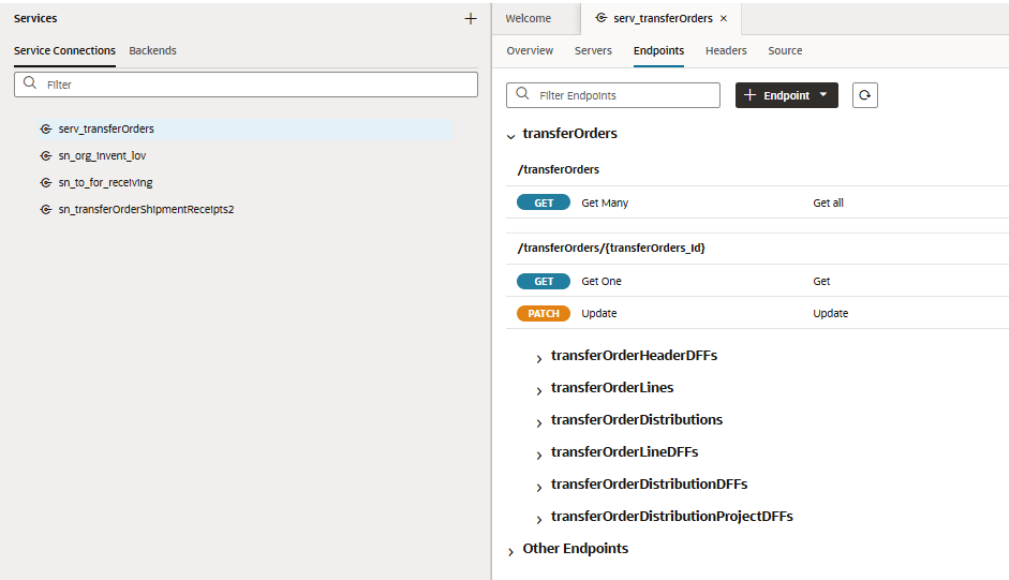 Services
Service Connections Backends
Filter
serv_transferOrders
sn_org_invent_lov
sn_to_for_receiving
sn_transferOrderShipmentReceipts2
Welcome serv_transferOrders ×
Overview Servers Endpoints Headers Source
Filter Endpoints + Endpoint
transferOrders
/transferOrders
GET Get Many Get all
/transferOrders/{transferOrders_Id}
GET Get One Get
PATCH Update Update
transferOrderHeaderDFFs
transferOrderLines
transferOrderDistributions
transferOrderLineDFFs
transferOrderDistributionDFFs
transferOrderDistributionProjectDFFs
Other Endpoints